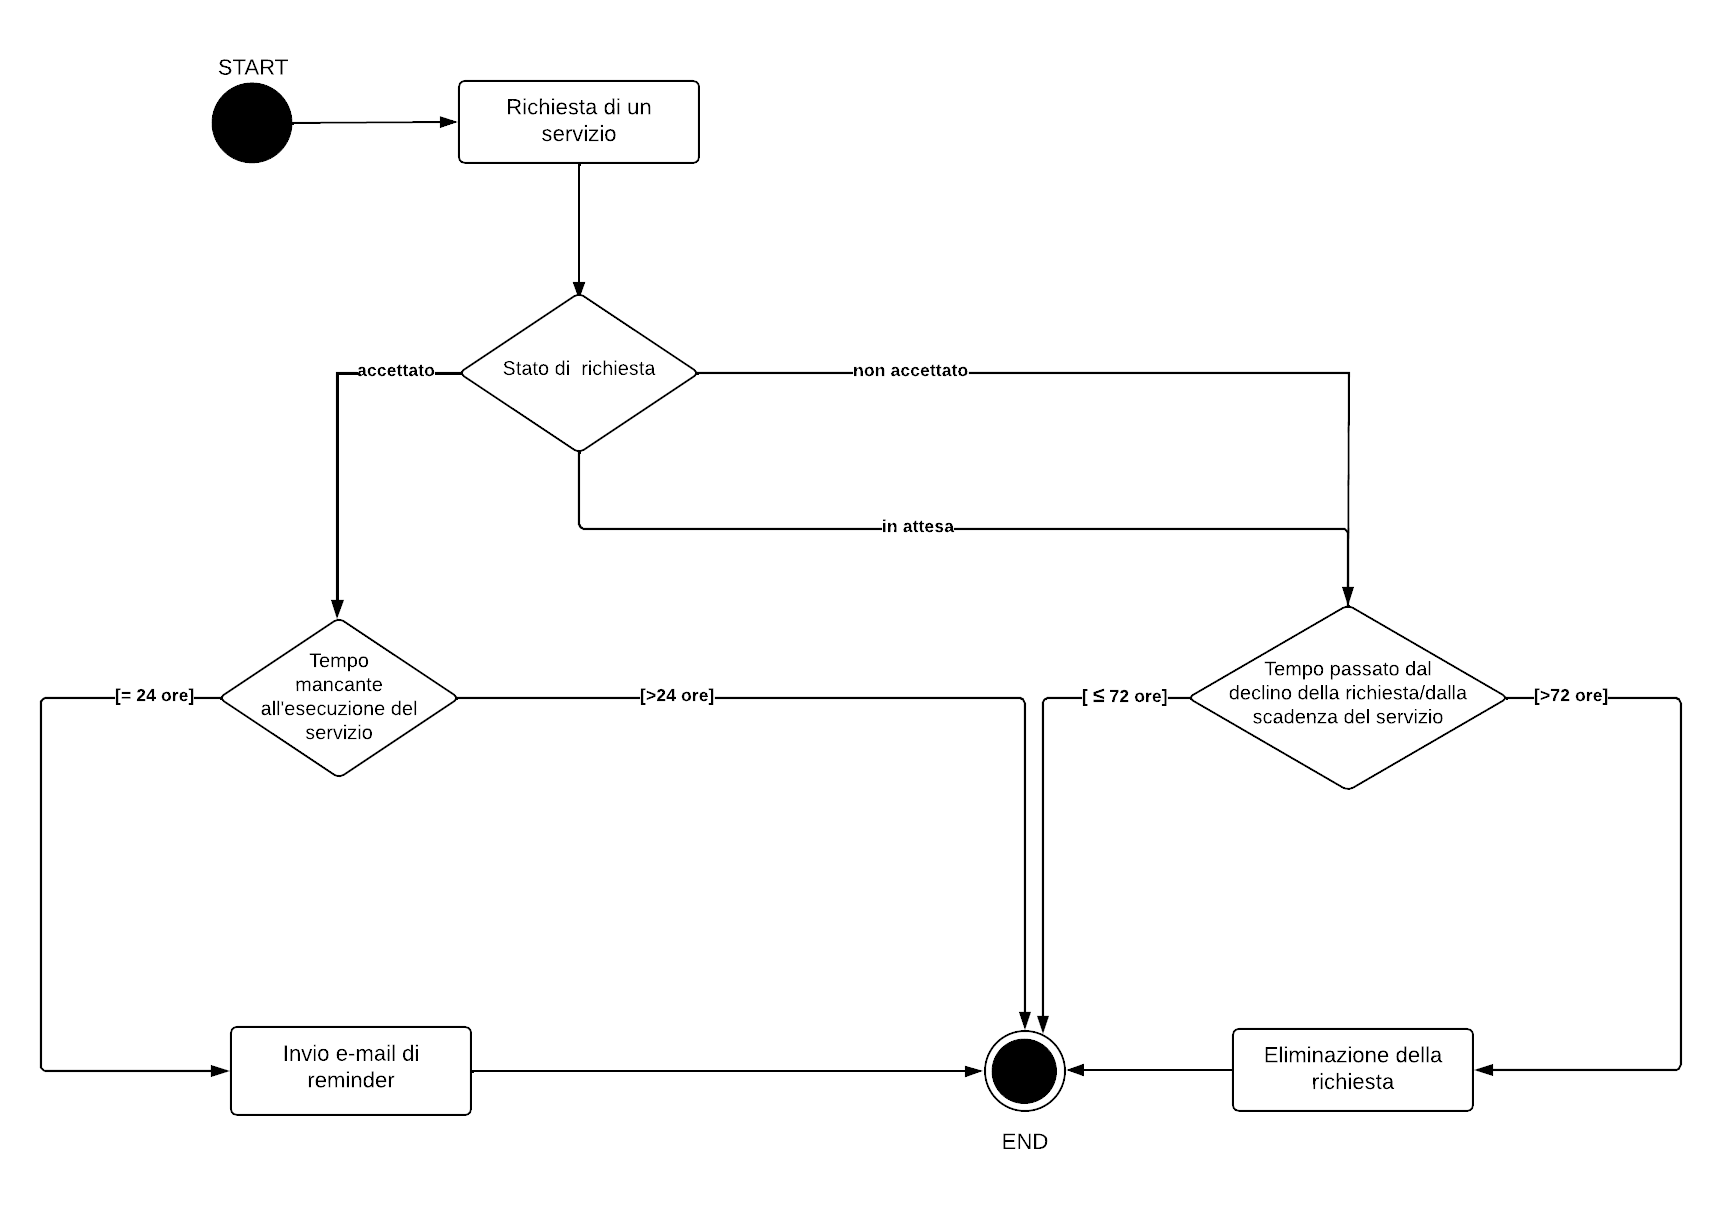 START
Richiesta di un
servizio
Stato di richiesta
accettato
non accettato
in attesa
Tempo
mancante
all'esecuzione del
servizio
[= 24 ore]
[>24 ore]
[ ≤ 72 ore]
Tempo passato dal
declino della richiesta/dalla
scadenza del servizio
[>72 ore]
Invio e-mail di
reminder
Eliminazione della
richiesta
END